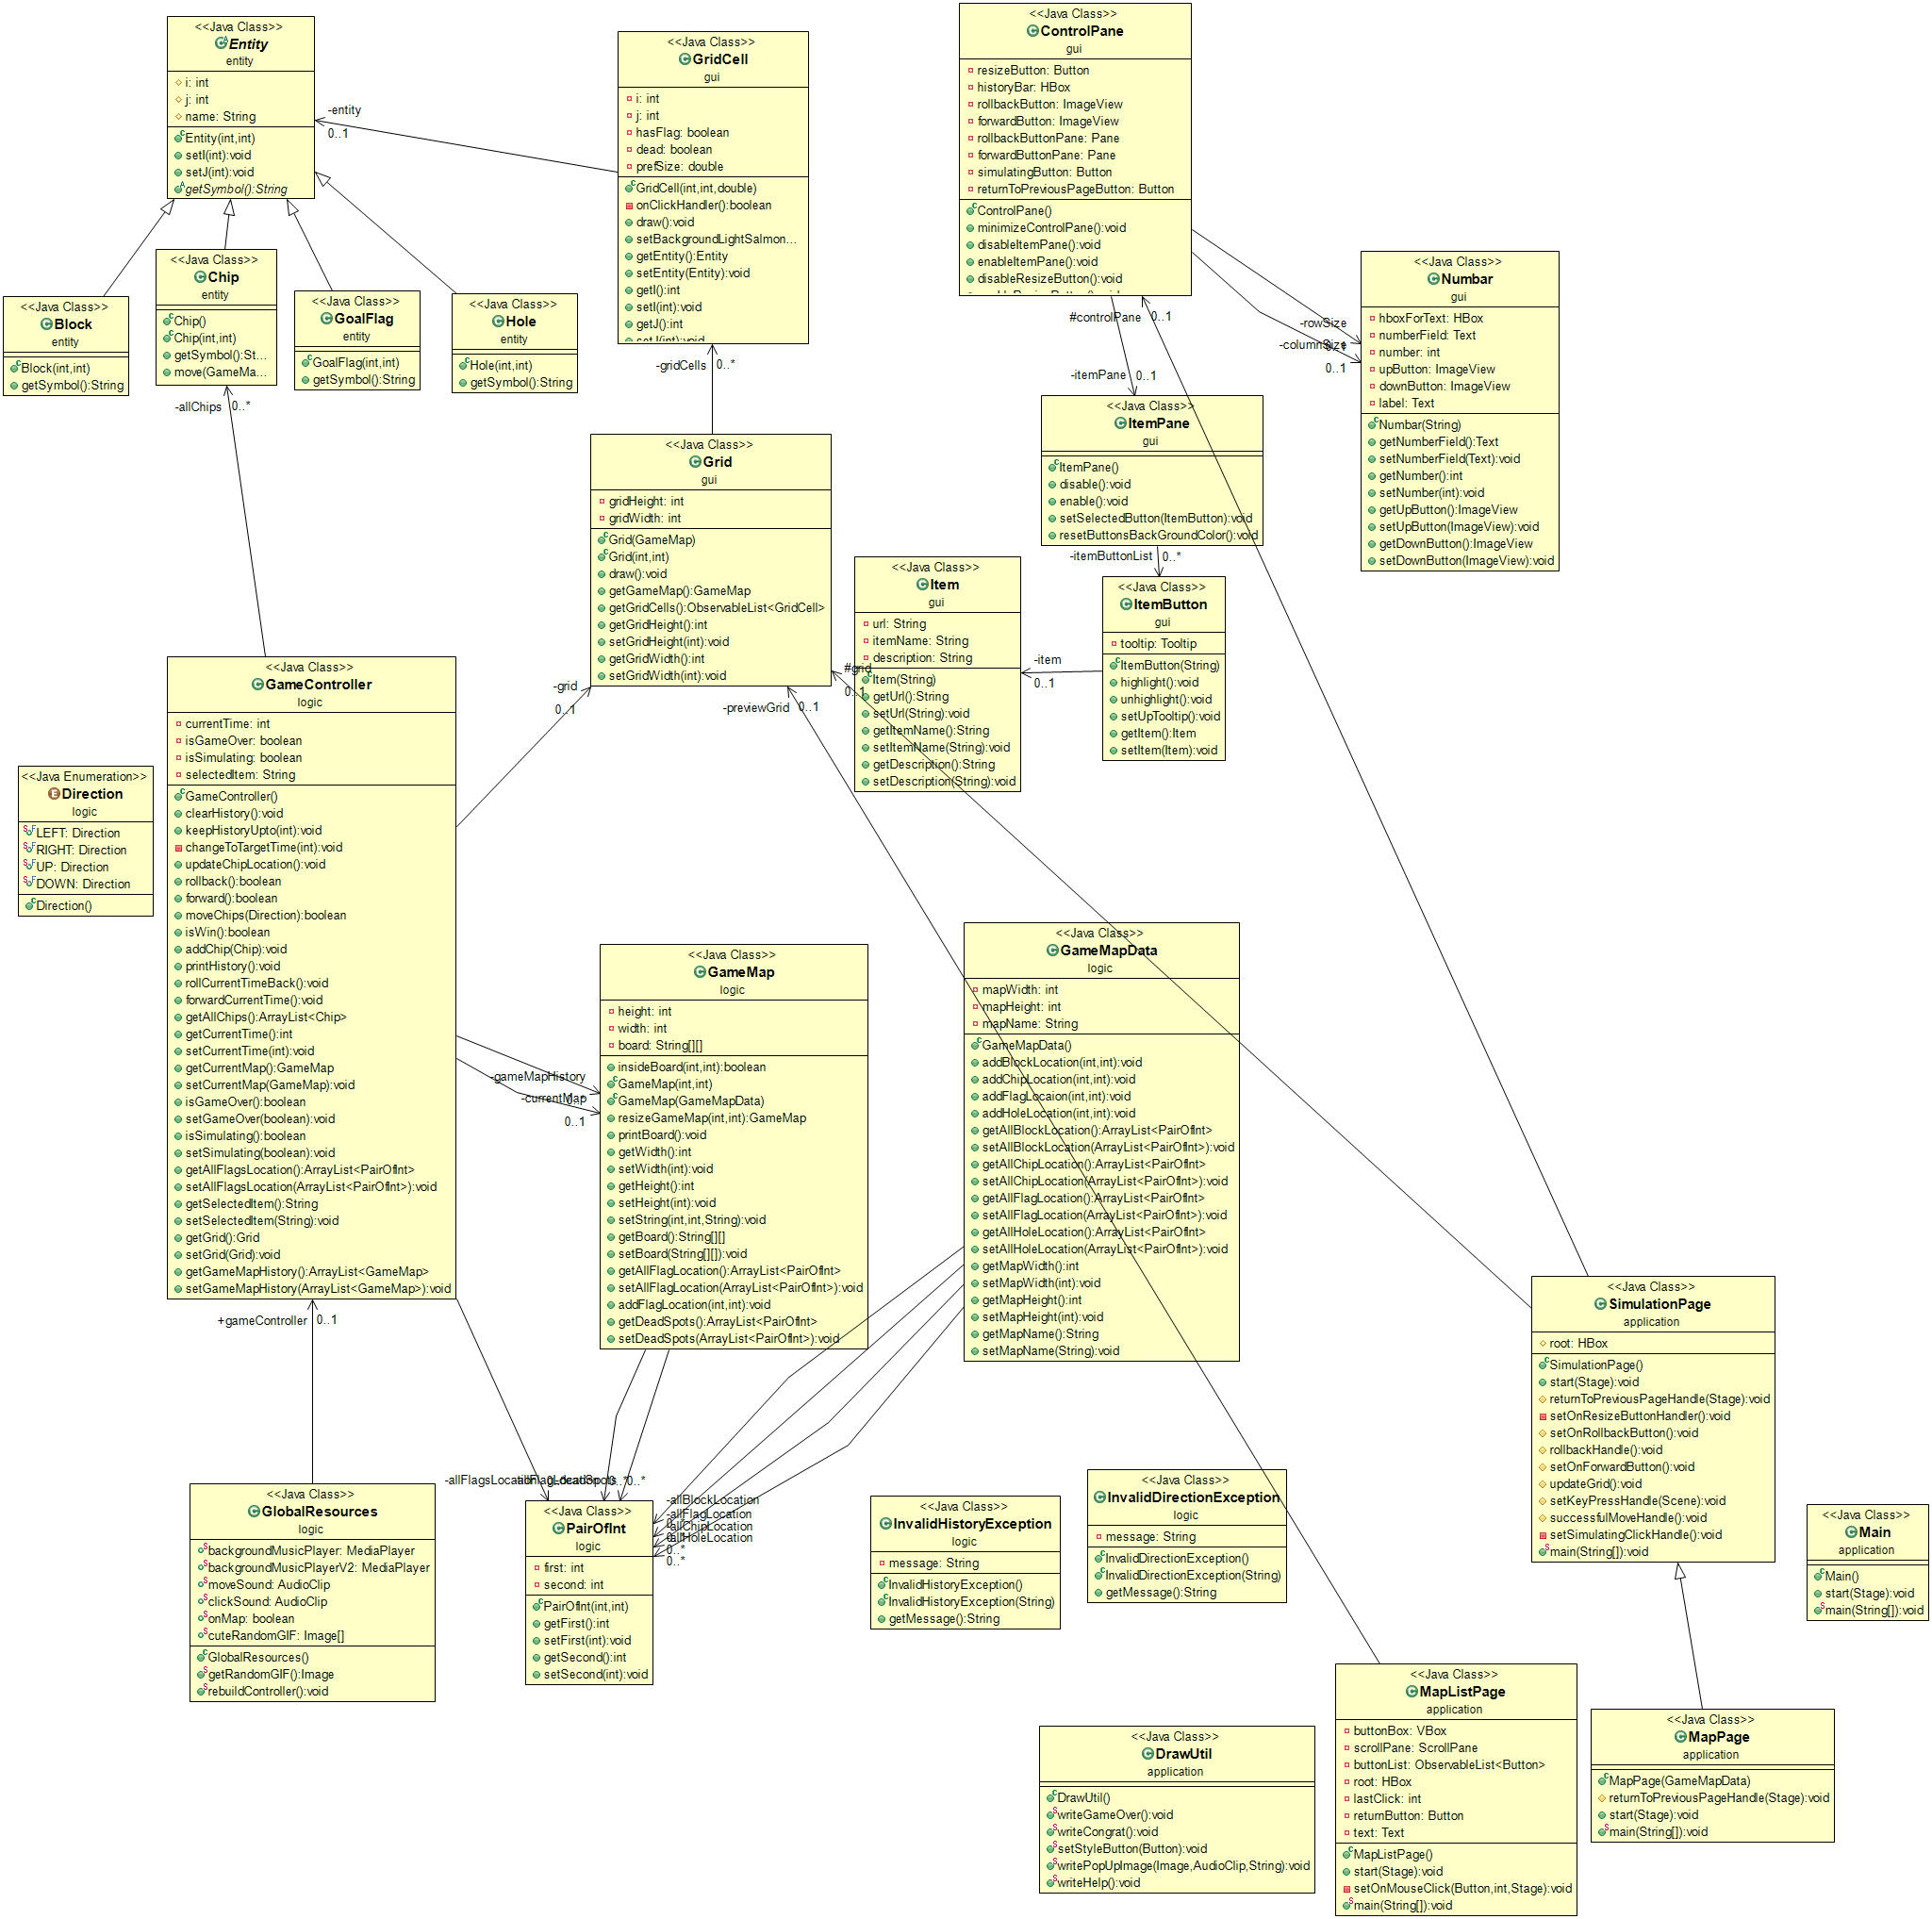 <<Java Class>>
Entity
entity
i: int
j: int
name: String
Entity(int,int)
setI(int):void
setJ(int):void
getSymbol():String
<<Java Class>>
GridCell
gui
i: int
j: int
hasFlag: boolean
dead: boolean
prefSize: double
GridCell(int,int,double)
onClickHandler():boolean
draw():void
setBackgroundLightSalmon...
getEntity():Entity
setEntity(Entity):void
getI():int
setI(int):void
getJ():int
setJ(int):void
-entity
0..1
<<Java Class>>
ControlPane
gui
resizeButton: Button
historyBar: HBox
rollbackButton: ImageView
forwardButton: ImageView
rollbackButtonPane: Pane
forwardButtonPane: Pane
simulatingButton: Button
returnToPreviousPageButton: Button
ControlPane()
minimizeControlPane():void
disableItemPane():void
enableItemPane():void
disableResizeButton():void
<<Java Class>>
Numbar
gui
hboxForText: HBox
numberField: Text
number: int
upButton: ImageView
downButton: ImageView
label: Text
Numbar(String)
getNumberField():Text
setNumberField(Text):void
getNumber():int
setNumber(int):void
getUpButton():ImageView
setUpButton(ImageView):void
getDownButton():ImageView
setDownButton(ImageView):void
-rowSize
-columnSize
0..1
<<Java Class>>
Block
entity
Block(int,int)
getSymbol():String
<<Java Class>>
Chip
entity
Chip()
Chip(int,int)
getSymbol():St...
move(GameMa...
<<Java Class>>
GoalFlag
entity
GoalFlag(int,int)
getSymbol():String
<<Java Class>>
Hole
entity
Hole(int,int)
getSymbol():String
-allChips
0..*
-gridCells
0..*
#controlPane
0..1
-itemPane
0..1
<<Java Class>>
ItemPane
gui
ItemPane()
disable():void
enable():void
setSelectedButton(ItemButton):void
resetButtonsBackGroundColor():void
-itemButtonList
0..*
<<Java Class>>
Grid
gui
gridHeight: int
gridWidth: int
Grid(GameMap)
Grid(int,int)
draw():void
getGameMap():GameMap
getGridCells():ObservableList<GridCell>
getGridHeight():int
setGridHeight(int):void
getGridWidth():int
setGridWidth(int):void
<<Java Class>>
Item
gui
url: String
itemName: String
description: String
Item(String)
getUrl():String
setUrl(String):void
getItemName():String
setItemName(String):void
getDescription():String
setDescription(String):void
-item
0..1
<<Java Class>>
ItemButton
gui
tooltip: Tooltip
ItemButton(String)
highlight():void
unhighlight():void
setUpTooltip():void
getItem():Item
setItem(Item):void
-grid
0..1
-previewGrid
0..1
#grid
0..1
<<Java Class>>
GameController
logic
currentTime: int
isGameOver: boolean
isSimulating: boolean
selectedItem: String
GameController()
clearHistory():void
keepHistoryUpto(int):void
changeToTargetTime(int):void
updateChipLocation():void
rollback():boolean
forward():boolean
moveChips(Direction):boolean
isWin():boolean
addChip(Chip):void
printHistory():void
rollCurrentTimeBack():void
forwardCurrentTime():void
getAllChips():ArrayList<Chip>
getCurrentTime():int
setCurrentTime(int):void
getCurrentMap():GameMap
setCurrentMap(GameMap):void
isGameOver():boolean
setGameOver(boolean):void
isSimulating():boolean
setSimulating(boolean):void
getAllFlagsLocation():ArrayList<PairOfInt>
setAllFlagsLocation(ArrayList<PairOfInt>):void
getSelectedItem():String
setSelectedItem(String):void
getGrid():Grid
setGrid(Grid):void
getGameMapHistory():ArrayList<GameMap>
setGameMapHistory(ArrayList<GameMap>):void
<<Java Enumeration>>
Direction
logic
LEFT: Direction
RIGHT: Direction
UP: Direction
DOWN: Direction
Direction()
<<Java Class>>
GameMap
logic
height: int
width: int
board: String[][]
insideBoard(int,int):boolean
GameMap(int,int)
GameMap(GameMapData)
resizeGameMap(int,int):GameMap
printBoard():void
getWidth():int
setWidth(int):void
getHeight():int
setHeight(int):void
setString(int,int,String):void
getBoard():String[][]
setBoard(String[][]):void
getAllFlagLocation():ArrayList<PairOfInt>
setAllFlagLocation(ArrayList<PairOfInt>):void
addFlagLocation(int,int):void
getDeadSpots():ArrayList<PairOfInt>
setDeadSpots(ArrayList<PairOfInt>):void
-gameMapHistory
-currentMap
0..1
<<Java Class>>
GameMapData
logic
mapWidth: int
mapHeight: int
mapName: String
GameMapData()
addBlockLocation(int,int):void
addChipLocation(int,int):void
addFlagLocaion(int,int):void
addHoleLocation(int,int):void
getAllBlockLocation():ArrayList<PairOfInt>
setAllBlockLocation(ArrayList<PairOfInt>):void
getAllChipLocation():ArrayList<PairOfInt>
setAllChipLocation(ArrayList<PairOfInt>):void
getAllFlagLocation():ArrayList<PairOfInt>
setAllFlagLocation(ArrayList<PairOfInt>):void
getAllHoleLocation():ArrayList<PairOfInt>
setAllHoleLocation(ArrayList<PairOfInt>):void
getMapWidth():int
setMapWidth(int):void
getMapHeight():int
setMapHeight(int):void
getMapName():String
setMapName(String):void
+gameController
0..1
<<Java Class>>
SimulationPage
application
root: HBox
SimulationPage()
start(Stage):void
returnToPreviousPageHandle(Stage):void
setOnResizeButtonHandler():void
setOnRollbackButton():void
rollbackHandle():void
setOnForwardButton():void
updateGrid():void
setKeyPressHandle(Scene):void
successfulMoveHandle():void
setSimulatingClickHandle():void
main(String[]):void
<<Java Class>>
GlobalResources
logic
backgroundMusicPlayer: MediaPlayer
backgroundMusicPlayerV2: MediaPlayer
moveSound: AudioClip
clickSound: AudioClip
onMap: boolean
cuteRandomGIF: Image[]
GlobalResources()
getRandomGIF():Image
rebuildController():void
-allFlagsLocation
0..*
<<Java Class>>
PairOfInt
logic
first: int
second: int
PairOfInt(int,int)
getFirst():int
setFirst(int):void
getSecond():int
setSecond(int):void
-allBlockLocation
-allFlagLocation
-allChipLocation
-allHoleLocation
0..*
0..*
<<Java Class>>
InvalidHistoryException
logic
message: String
InvalidHistoryException()
InvalidHistoryException(String)
getMessage():String
<<Java Class>>
InvalidDirectionException
logic
message: String
InvalidDirectionException()
InvalidDirectionException(String)
getMessage():String
<<Java Class>>
Main
application
Main()
start(Stage):void
main(String[]):void
<<Java Class>>
DrawUtil
application
DrawUtil()
writeGameOver():void
writeCongrat():void
setStyleButton(Button):void
writePopUpImage(Image,AudioClip,String):void
writeHelp():void
<<Java Class>>
MapListPage
application
buttonBox: VBox
scrollPane: ScrollPane
buttonList: ObservableList<Button>
root: HBox
lastClick: int
returnButton: Button
text: Text
MapListPage()
start(Stage):void
setOnMouseClick(Button,int,Stage):void
main(String[]):void
<<Java Class>>
MapPage
application
MapPage(GameMapData)
returnToPreviousPageHandle(Stage):void
start(Stage):void
main(String[]):void